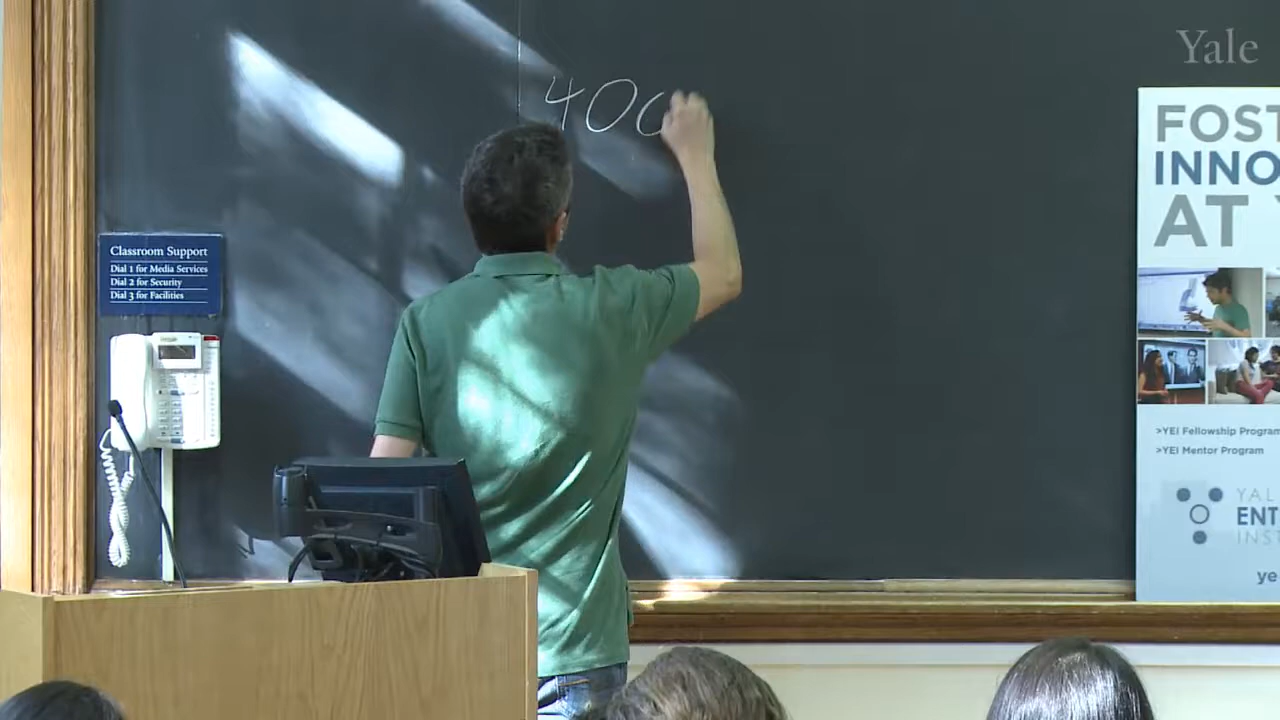 Yale
400
FOST
INNO
AT
Classroom Support
Dial 1 for Media Services
Dial 2 for Security
Dial 3 for Facilities
>YEI Fellowship Program
>YEI Mentor Program
YAL
ENT
INST
ye